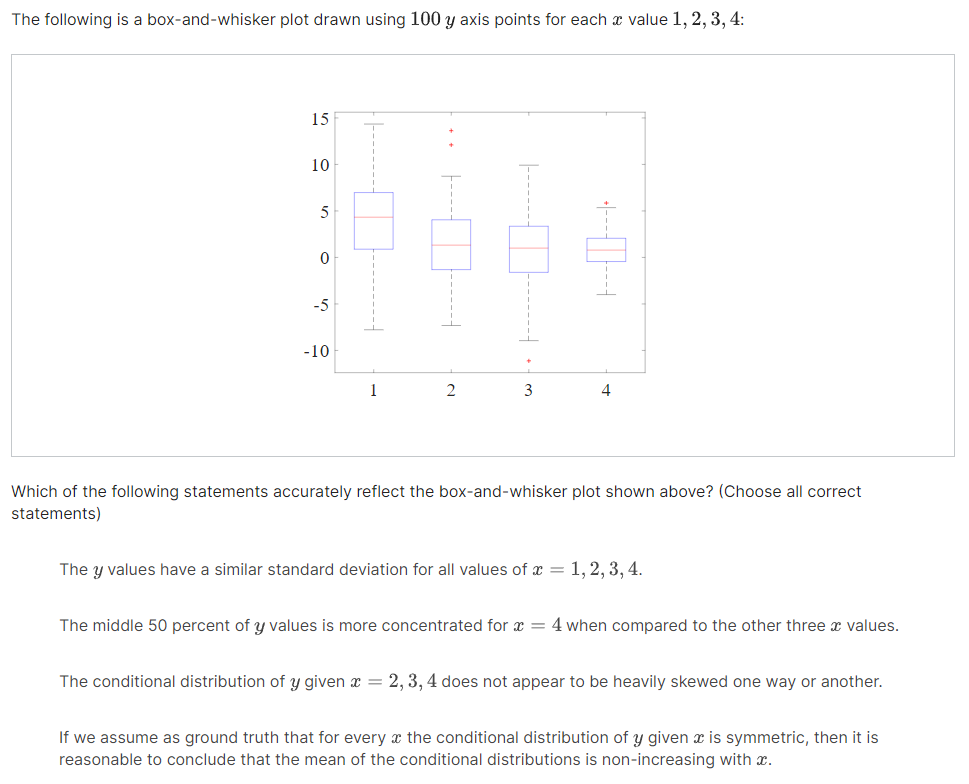 The following is a box-and-whisker plot drawn using 100 y axis points for each x value 1, 2, 3, 4:
15
10
5
0
-5
-10
1 2 3 4
Which of the following statements accurately reflect the box-and-whisker plot shown above? (Choose all correct
statements)
The y values have a similar standard deviation for all values of x = 1, 2, 3, 4.
The middle 50 percent of y values is more concentrated for x = 4 when compared to the other three x values.
The conditional distribution of y given x = 2, 3, 4 does not appear to be heavily skewed one way or another.
If we assume as ground truth that for every x the conditional distribution of y given x is symmetric, then it is
reasonable to conclude that the mean of the conditional distributions is non-increasing with x.